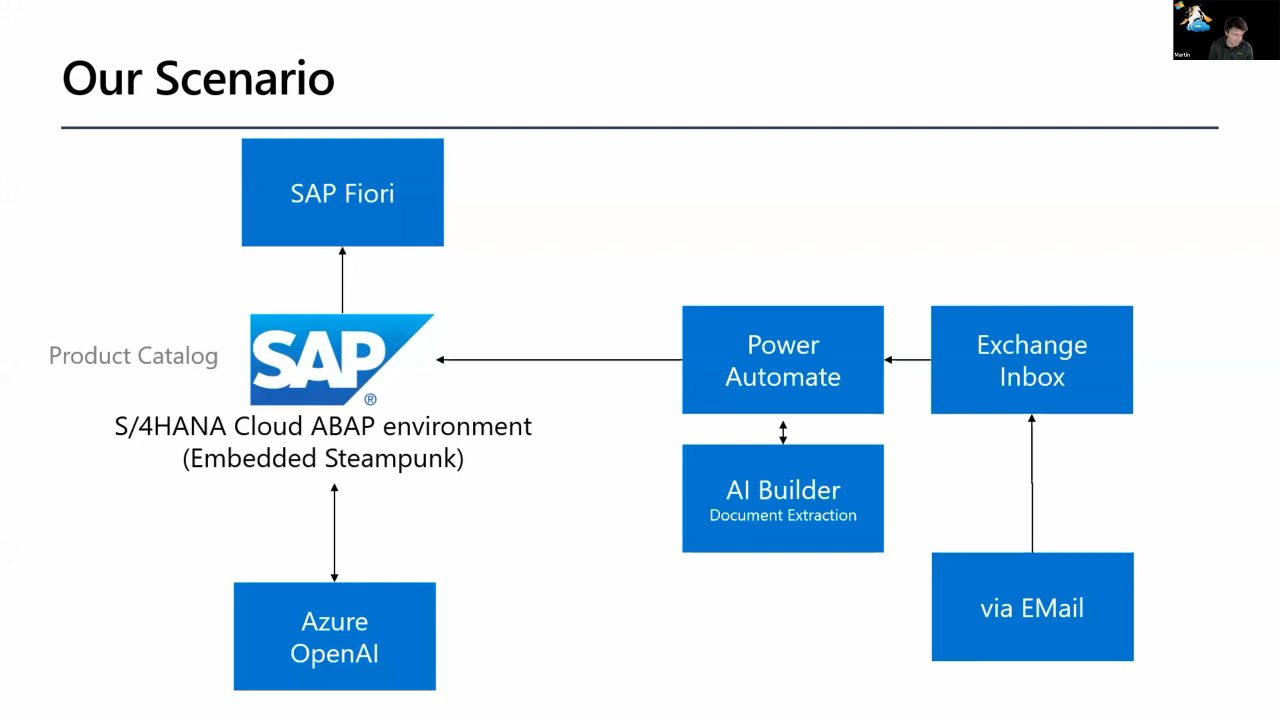 Our Scenario
Martin
SAP Fiori
Product Catalog
SAP
®
S/4HANA Cloud ABAP environment
(Embedded Steampunk)
Azure
OpenAI
Power
Automate
AI Builder
Document Extraction
Exchange
Inbox
via EMail